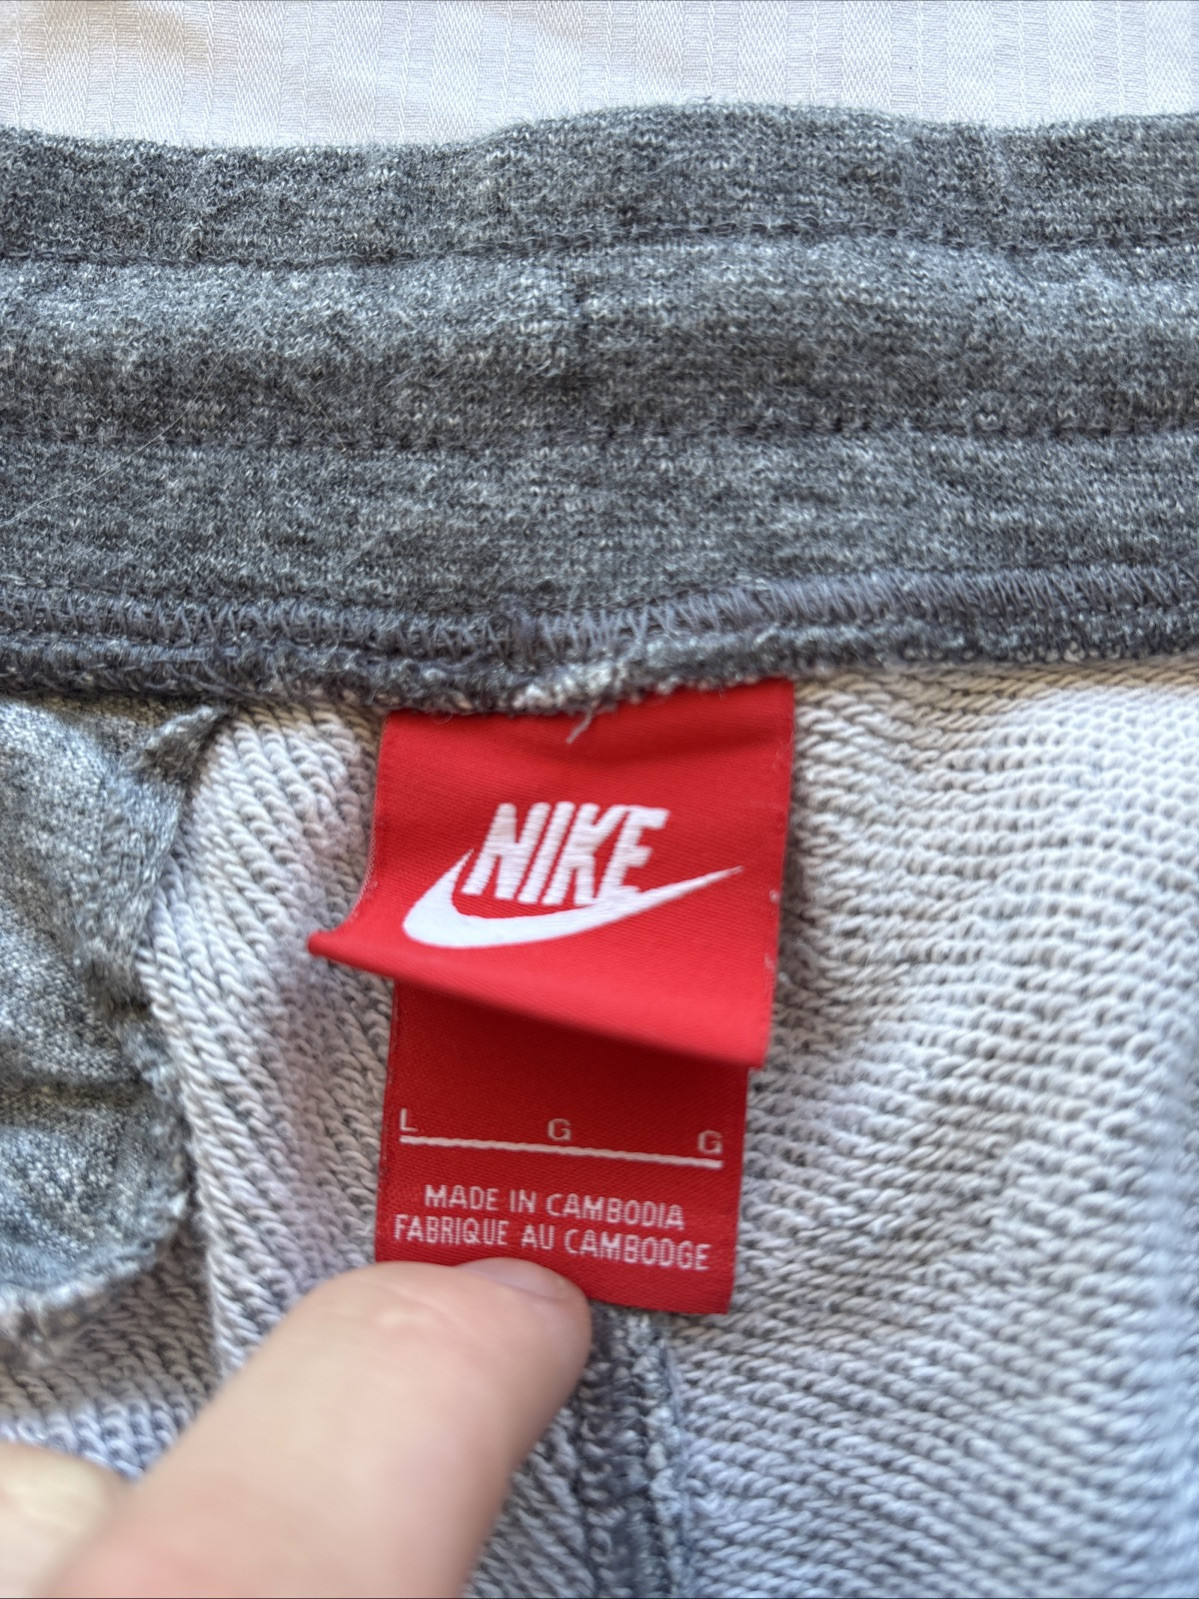 NIKE
L G G
MADE IN CAMBODIA
FABRIQUE AU CAMBODGE